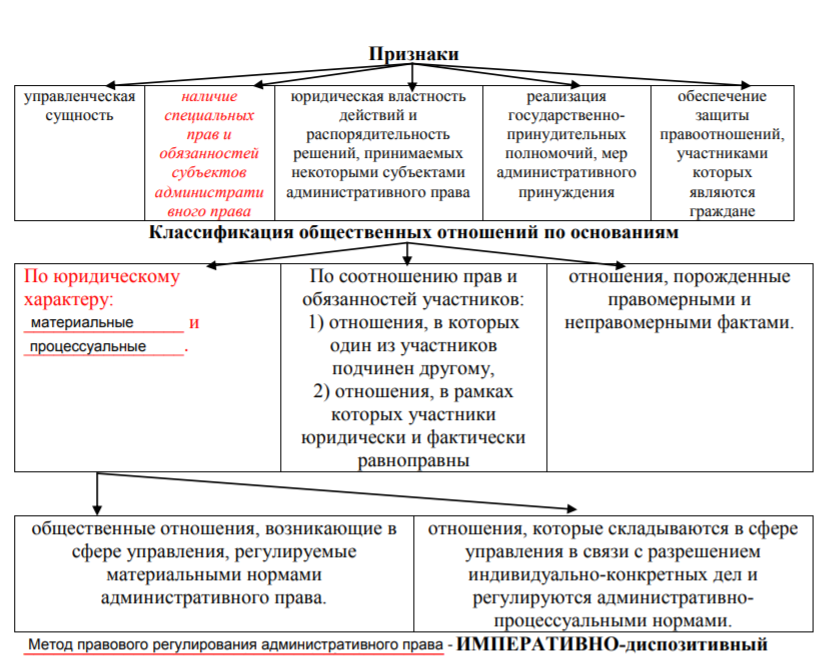 Признаки
управленческая
сущность
наличие
специальных
прав и
обязанностей
субъектов
административ
ного права
юридическая властность
действий и
распорядительность
решений, принимаемых
некоторыми субъектами
административного права
реализация
государственно-
принудительных
полномочий, мер
административного
принуждения
обеспечение
защиты
правоотношений,
участниками
которых
являются
граждане
Классификация общественных отношений по основаниям
По юридическому
характеру:
материальные и
процессуальные.
По соотношению прав и
обязанностей участников:
1) отношения, в которых
один из участников
подчинен другому,
2) отношения, в рамках
которых участники
юридически и фактически
равноправны
отношения, порожденные
правомерными и
неправомерными фактами.
общественные отношения, возникающие в
сфере управления, регулируемые
материальными нормами
административного права.
отношения, которые складываются в сфере
управления в связи с разрешением
индивидуально-конкретных дел и
регулируются административно-
процессуальными нормами.
Метод правового регулирования административного права - ИМПЕРАТИВНО-диспозитивный